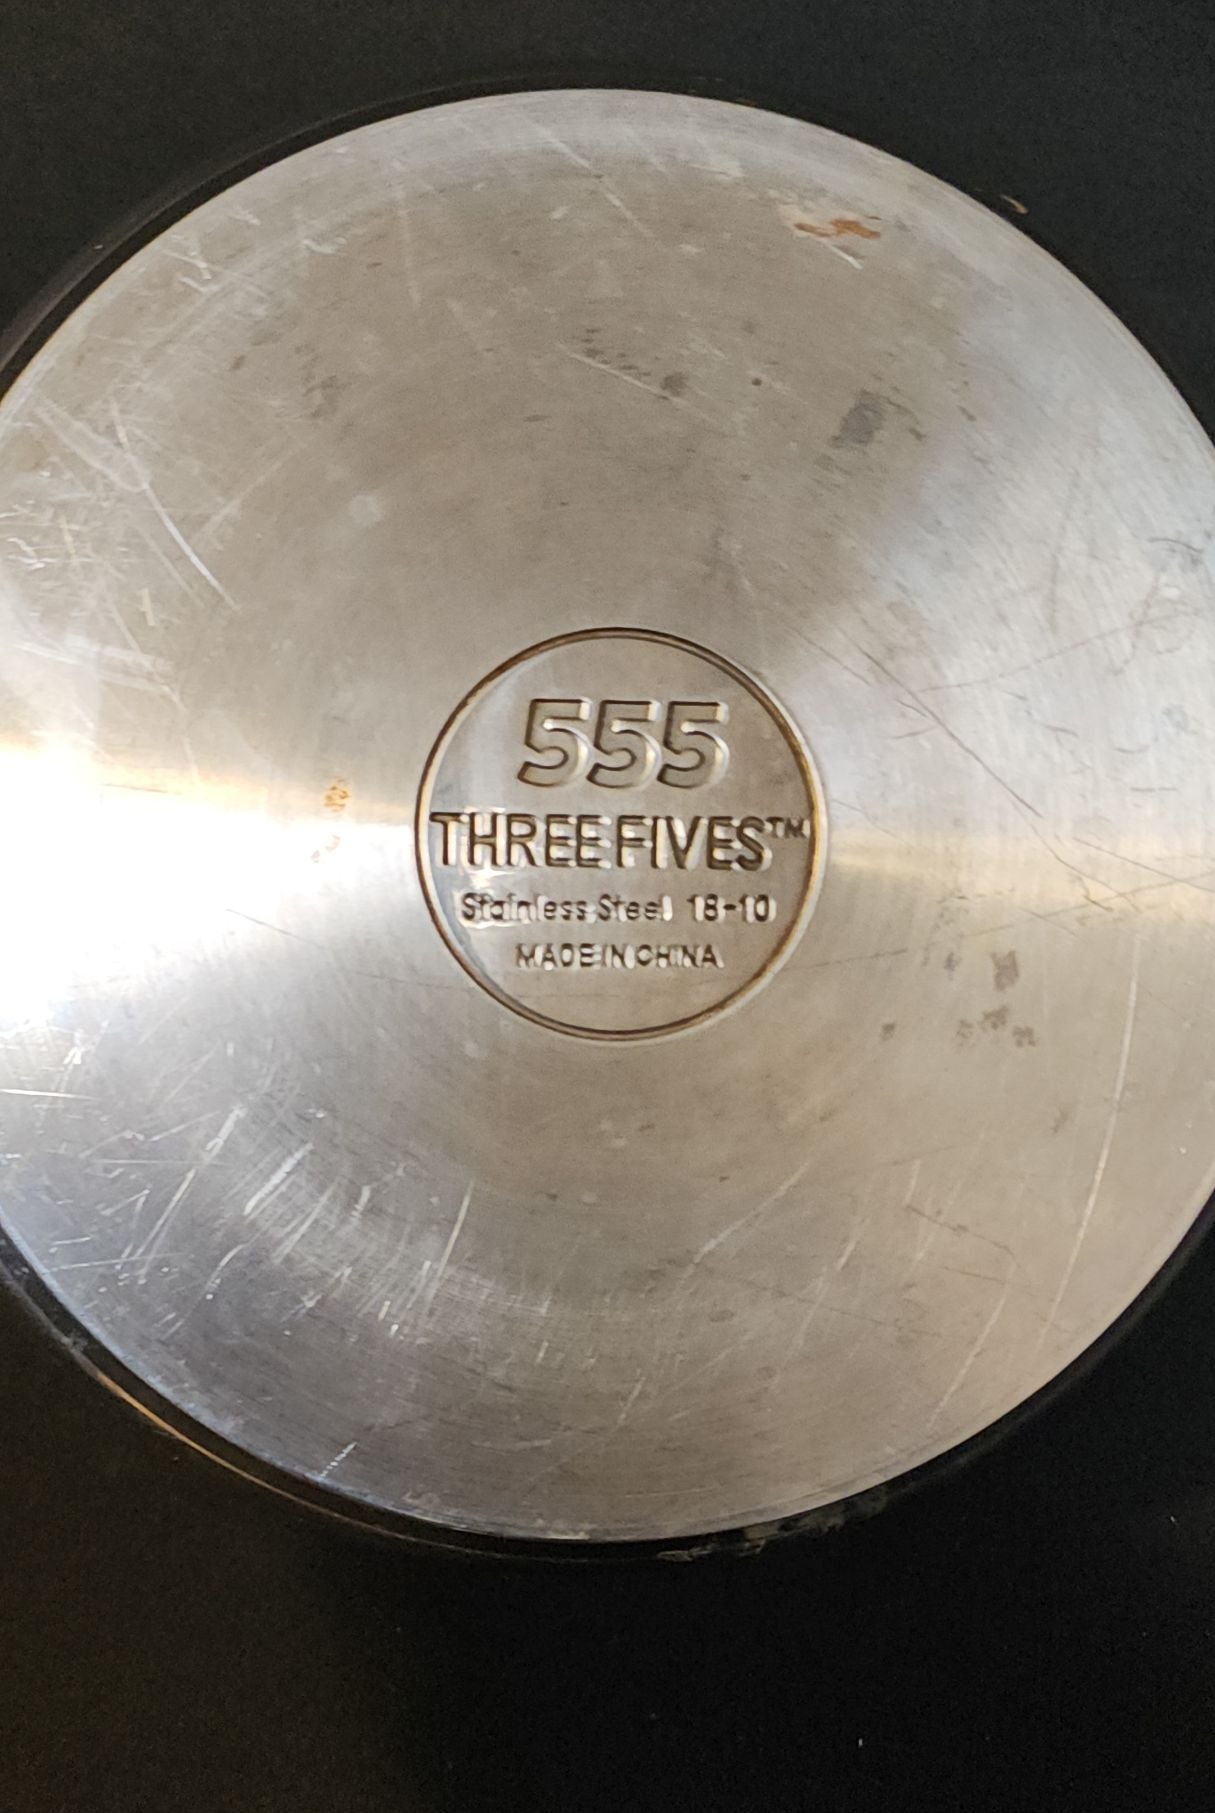 555
THREE FIVES™
Stainless Steel 18-10
MADE IN CHINA